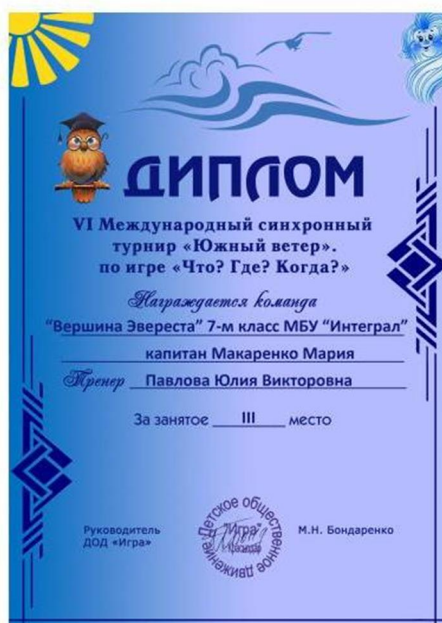 ДИПЛОМ
VI Международный синхронный
турнир «Южный ветер».
по игре «Что? Где? Когда?»
Награждается команда
"Вершина Эвереста" 7-м класс МБУ "Интеграл"
капитан Макаренко Мария
Тренер Павлова Юлия Викторовна
За занятое III место
Руководитель
ДОД «Игра»
М.Н. Бондаренко
Детское общественное движение
"Игра"
г. Краснодар